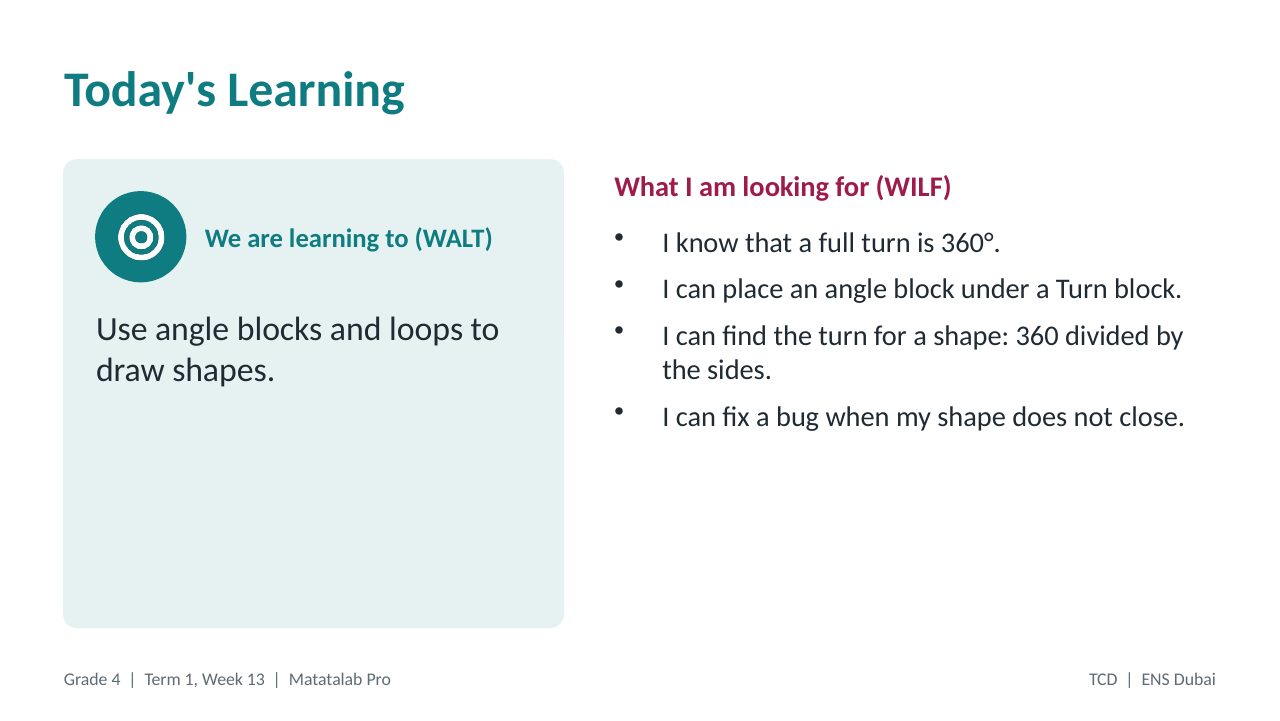 Today's Learning
We are learning to (WALT)
Use angle blocks and loops to
draw shapes.
What I am looking for (WILF)
• I know that a full turn is 360°.
• I can place an angle block under a Turn block.
• I can find the turn for a shape: 360 divided by
the sides.
• I can fix a bug when my shape does not close.
Grade 4 | Term 1, Week 13 | Matatalab Pro
TCD | ENS Dubai